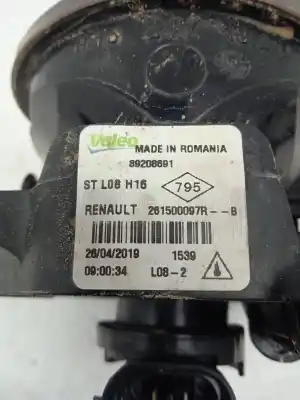 Valeo MADE IN ROMANIA
89208691
ST L08 H16 795
RENAULT 261500097R--B
26/04/2019 1539
09:00:34 L08-2